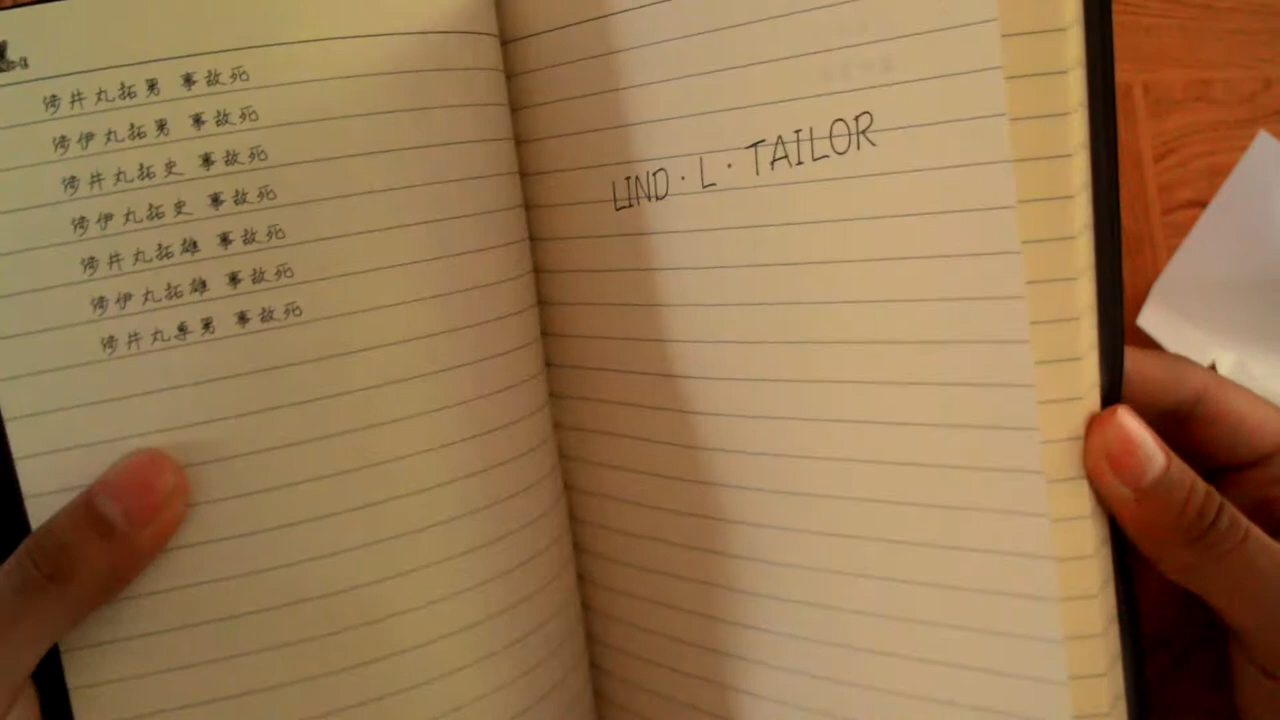 渋井丸拓男 事故死
渋伊丸拓男 事故死
渋井丸拓史 事故死
渋伊丸拓史 事故死
渋井丸拓雄 事故死
渋伊丸拓雄 事故死
渋井丸卓男 事故死
LIND·L·TAILOR